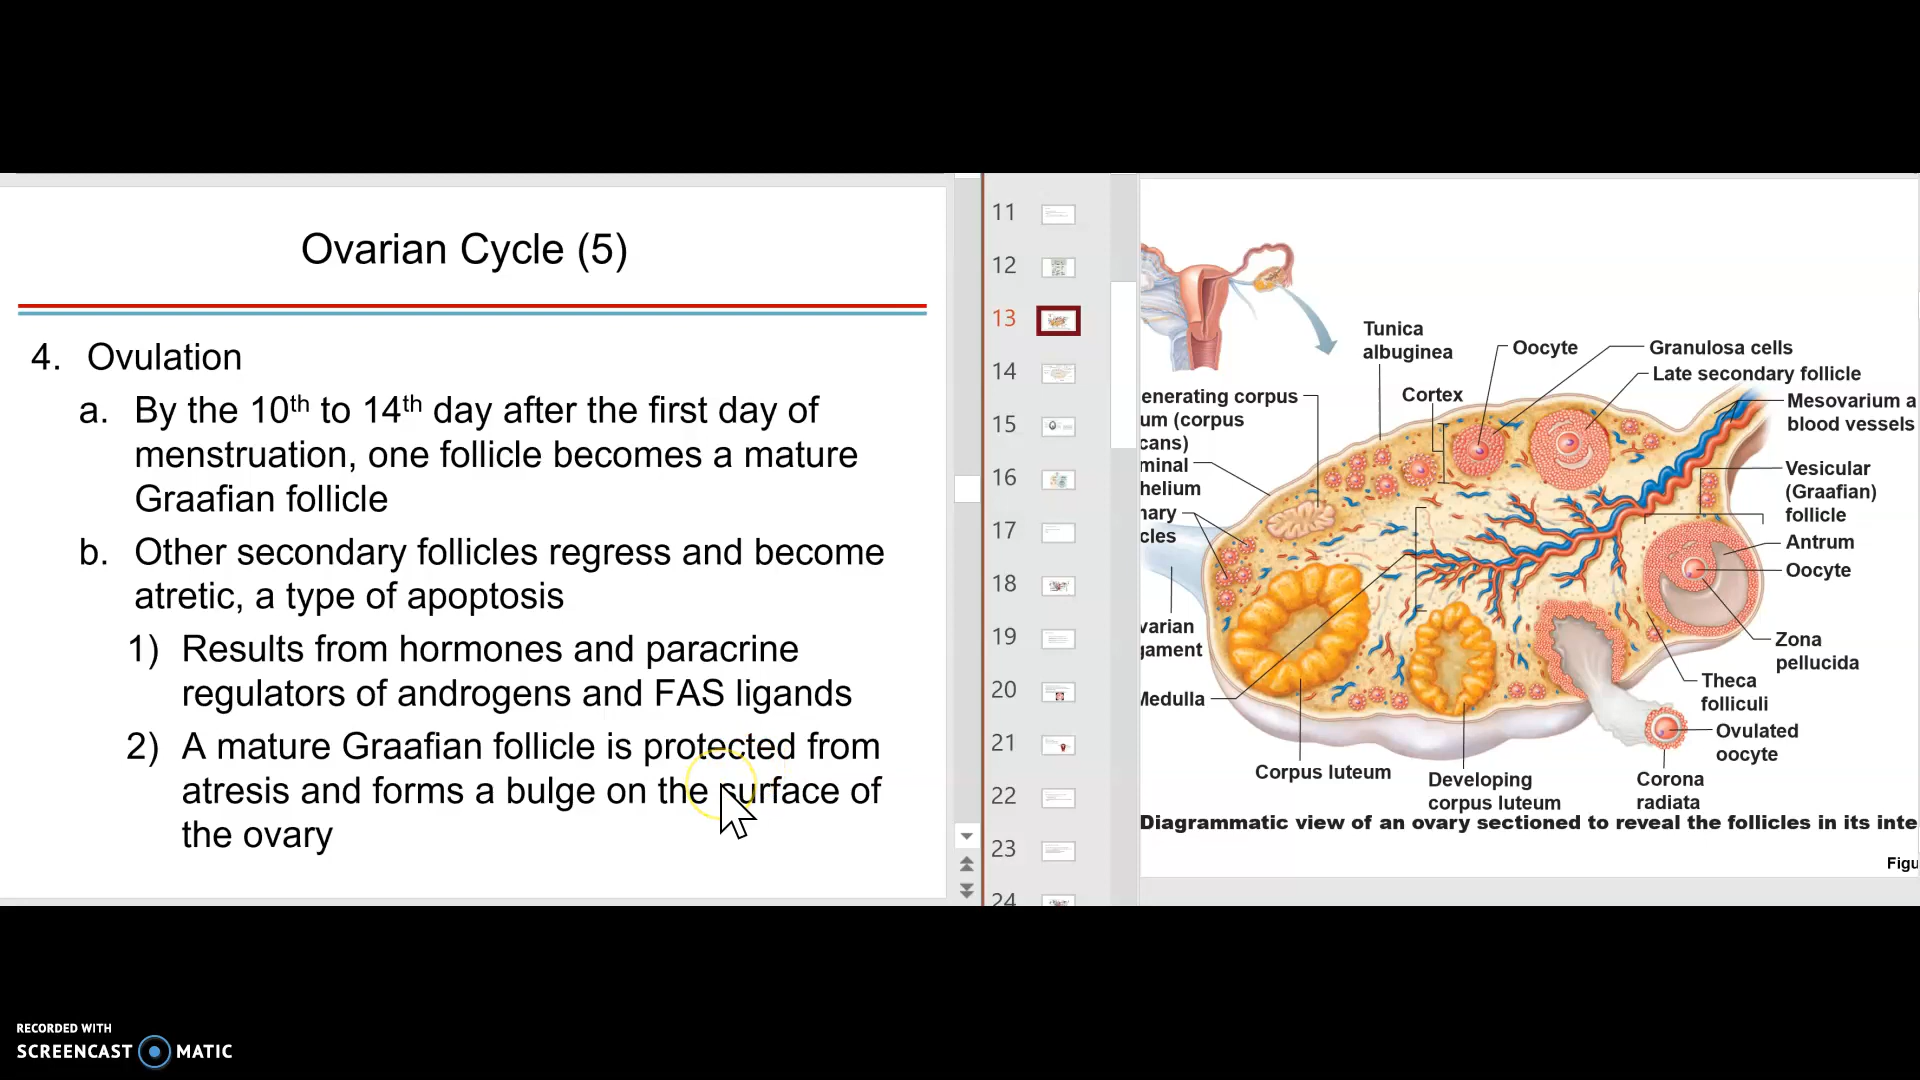 Ovarian Cycle (5)
4. Ovulation
a. By the 10th to 14th day after the first day of
menstruation, one follicle becomes a mature
Graafian follicle
b. Other secondary follicles regress and become
atretic, a type of apoptosis
1) Results from hormones and paracrine
regulators of androgens and FAS ligands
2) A mature Graafian follicle is protected from
atresis and forms a bulge on the surface of
the ovary
11
12
13
14
15
16
17
18
19
20
21
22
23
24
Tunica
albuginea
Oocyte
Granulosa cells
Late secondary follicle
Cortex
Mesovarium a
blood vessels
enerating corpus
um (corpus
cans)
minal
helium
nary
cles
Vesicular
(Graafian)
follicle
Antrum
Oocyte
varian
gament
Medulla
Zona
pellucida
Theca
folliculi
Ovulated
oocyte
Corpus luteum
Developing
corpus luteum
Corona
radiata
Diagrammatic view of an ovary sectioned to reveal the follicles in its inte
Figu
RECORDED WITH
SCREENCAST MATIC